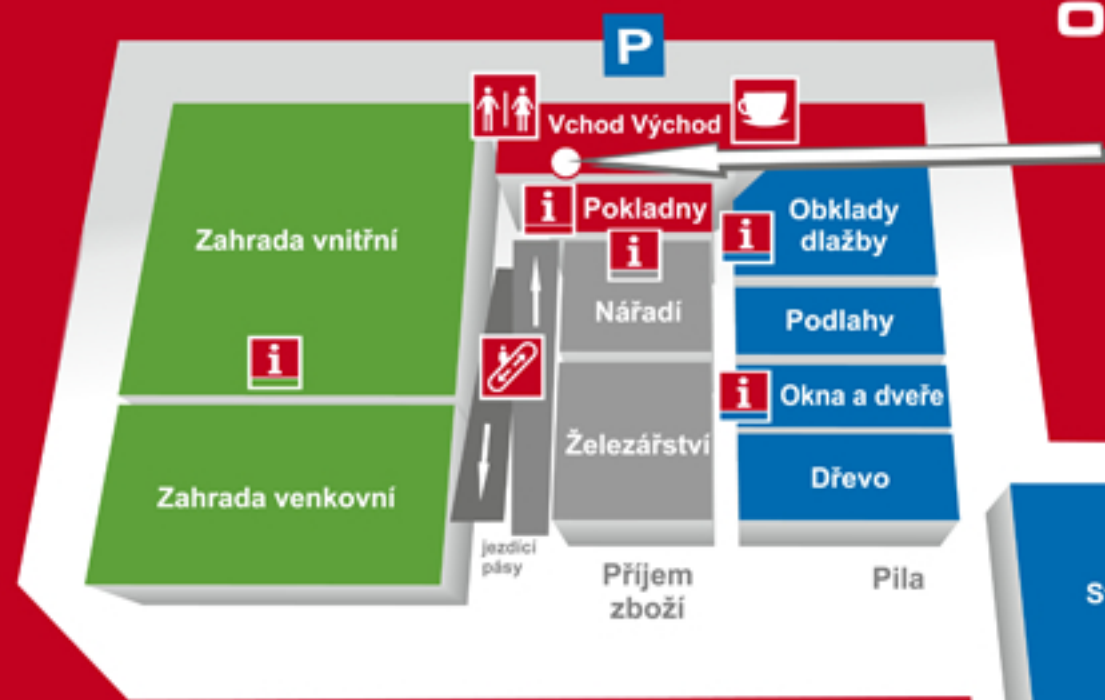 P
Vchod Východ
i
Pokladny
i
i
Obklady
dlažby
Zahrada vnitřní
Nářadí
Podlahy
i
i
Okna a dveře
Železářství
Dřevo
Zahrada venkovní
jezdící
pásy
Příjem
zboží
Pila